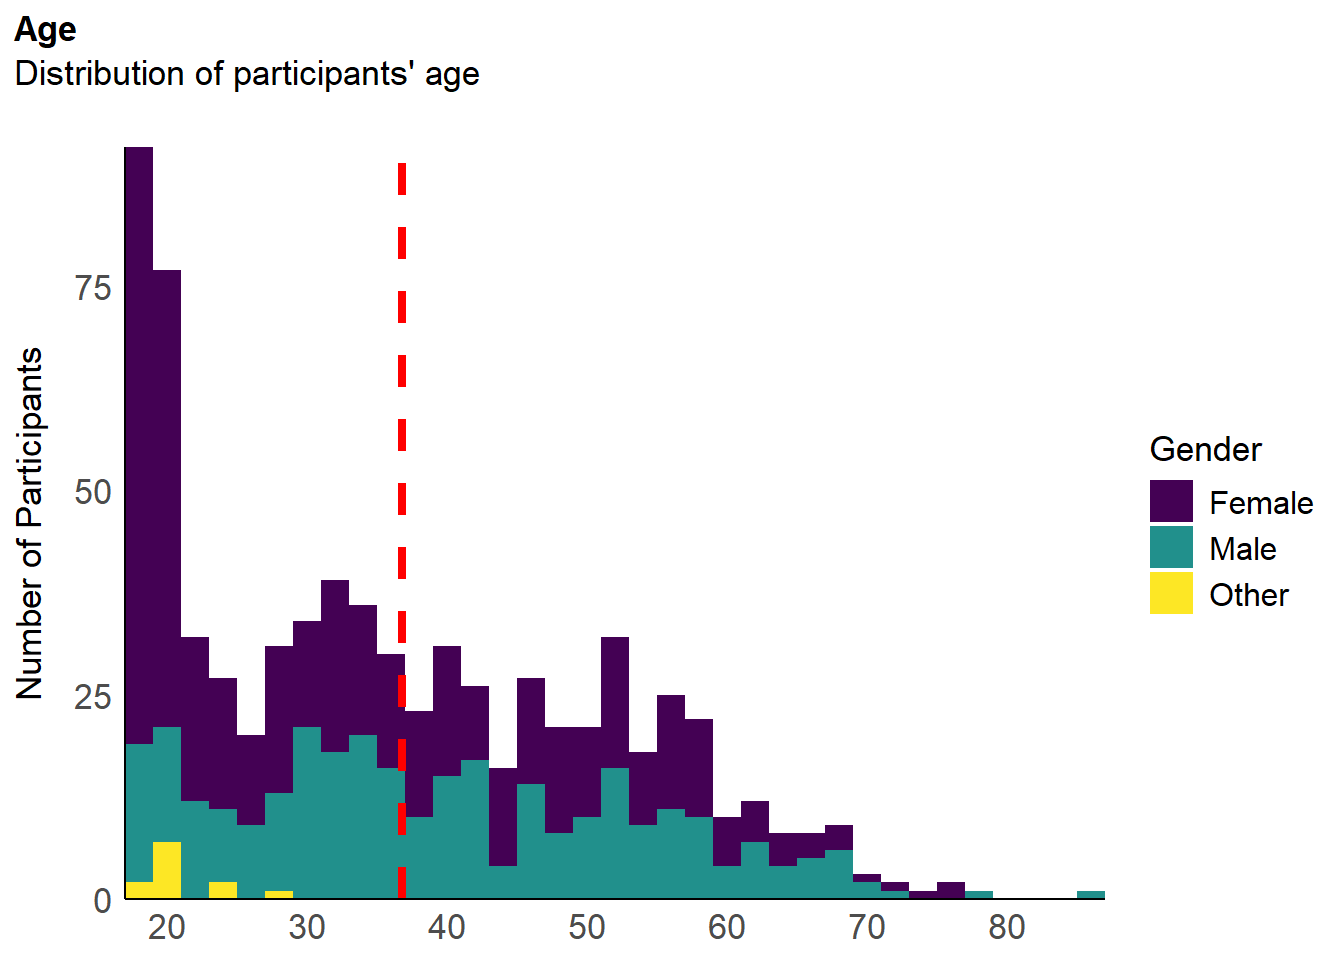 Age
Distribution of participants' age
Number of Participants
75
50
25
0
20 30 40 50 60 70 80
Gender
Female
Male
Other